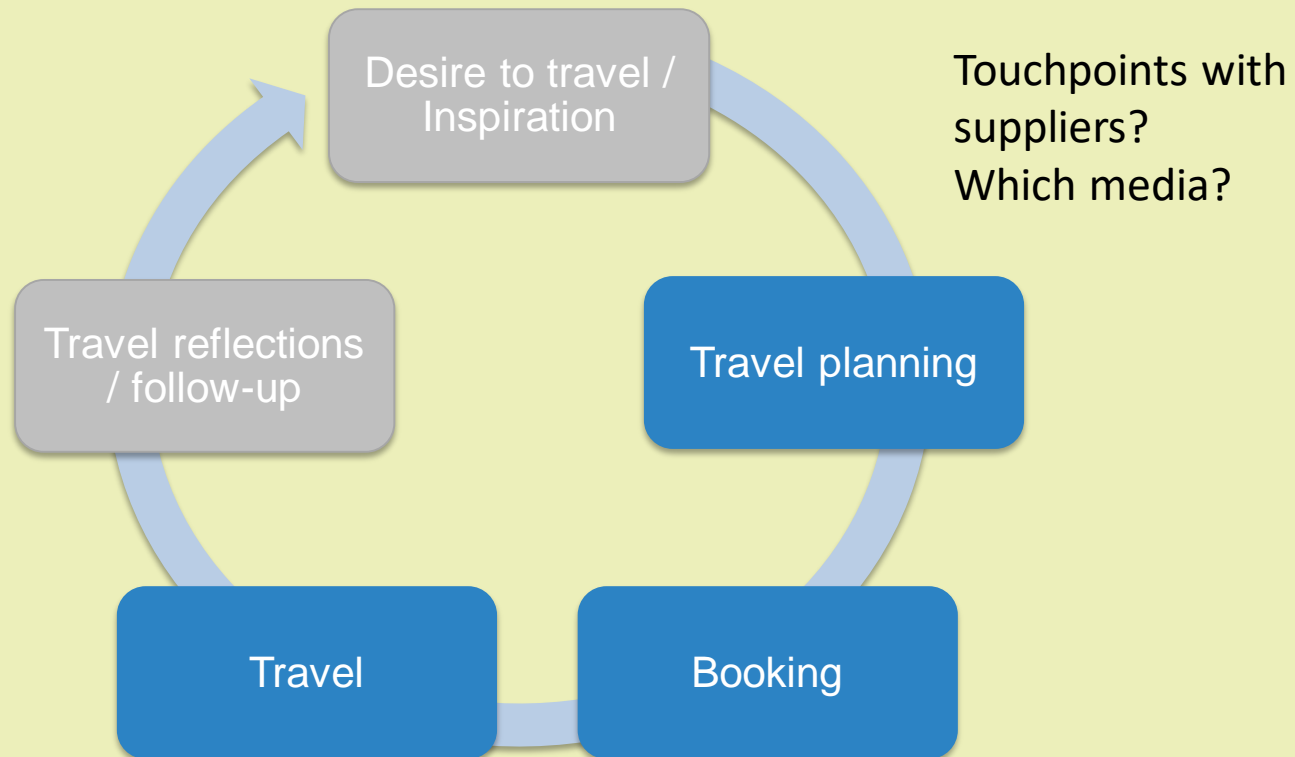 Desire to travel /
Inspiration
Touchpoints with
suppliers?
Which media?
Travel planning
Booking
Travel
Travel reflections
/ follow-up